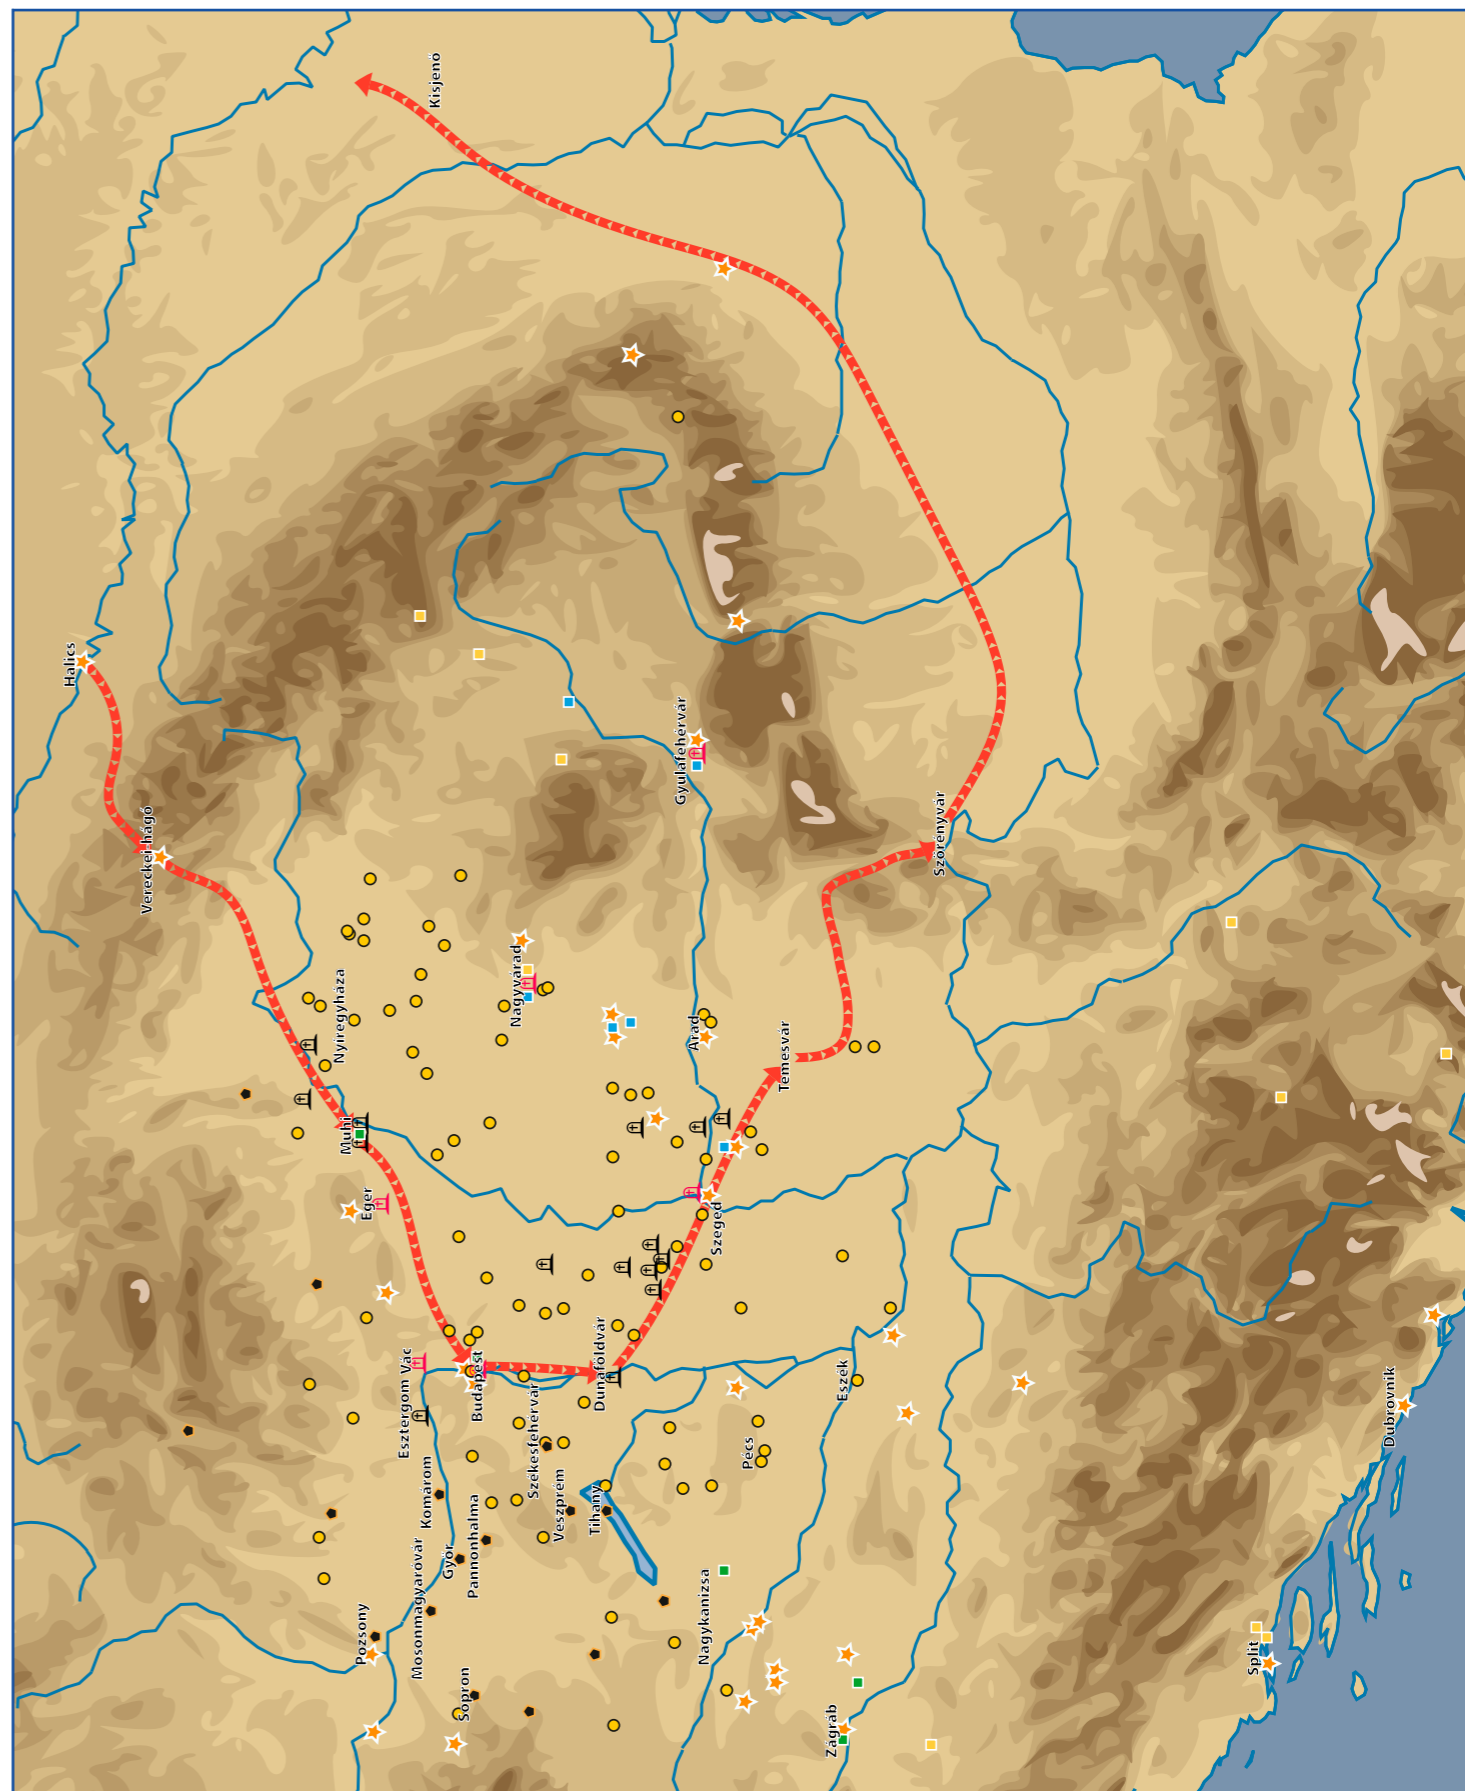 Kisjenő
Halics
Vereckei-hágó
Gyulafehérvár
Szörényvár
Nyíregyháza
Nagyvárad
Arad
Temesvár
Muhi
Eger
Szeged
Esztergom Vác
Budapest
Dunaföldvár
Eszék
Dubrovnik
Komárom
Székesfehérvár
Pécs
Győr
Pannonhalma
Veszprém
Tihany
Mosonmagyaróvár
Pozsony
Nagykanizsa
Sopron
Split
Zágráb